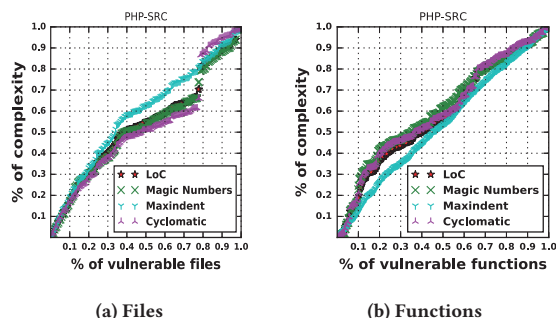 PHP-SRC
% of complexity
1.0
0.9
0.8
0.7
0.6
0.5
0.4
0.3
0.2
0.1
LoC
Magic Numbers
Maxindent
Cyclomatic
0.1 0.2 0.3 0.4 0.5 0.6 0.7 0.8 0.9 1.0
% of vulnerable files
(a) Files
PHP-SRC
% of complexity
1.0
0.9
0.8
0.7
0.6
0.5
0.4
0.3
0.2
0.1
LoC
Magic Numbers
Maxindent
Cyclomatic
0.1 0.2 0.3 0.4 0.5 0.6 0.7 0.8 0.9 1.0
% of vulnerable functions
(b) Functions